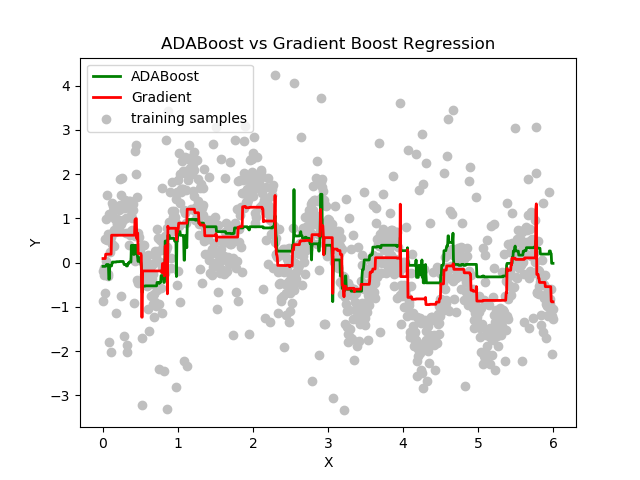 ADABoost vs Gradient Boost Regression
ADABoost
Gradient
training samples
4
3
2
1
0
−1
−2
−3
Y
0 1 2 3 4 5 6
X